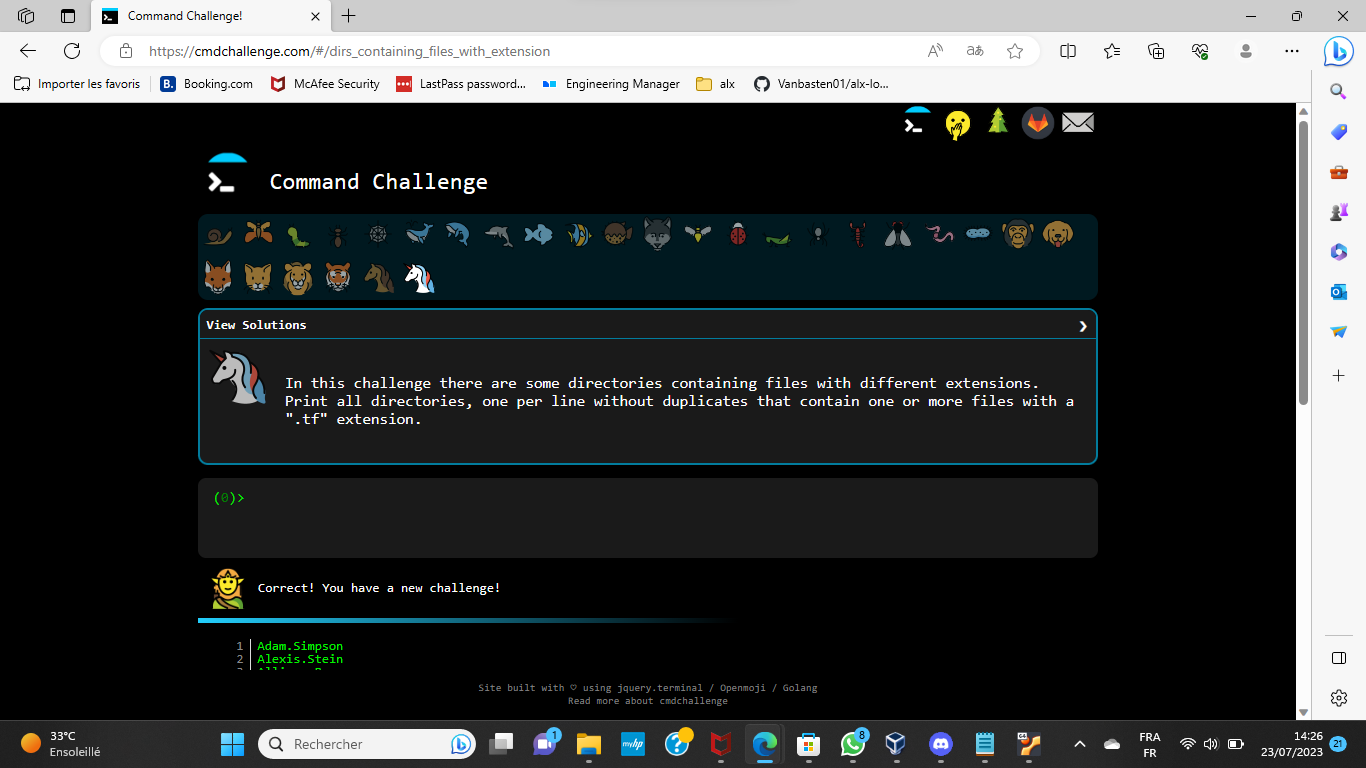 Command Challenge!
https://cmdchallenge.com/#/dirs_containing_files_with_extension
Importer les favoris
B. Booking.com
McAfee Security
LastPass password...
Engineering Manager
alx
Vanbasten01/alx-lo...
Command Challenge
View Solutions
In this challenge there are some directories containing files with different extensions.
Print all directories, one per line without duplicates that contain one or more files with a
".tf" extension.
(0)>
Correct! You have a new challenge!
1 Adam.Simpson
2 Alexis.Stein
Site built with ♡ using jquery.terminal / Openmoji / Golang
Read more about cmdchallenge
33°C
Ensoleillé
Rechercher
1
myhp
8
FRA
FR
14:26
23/07/2023
21